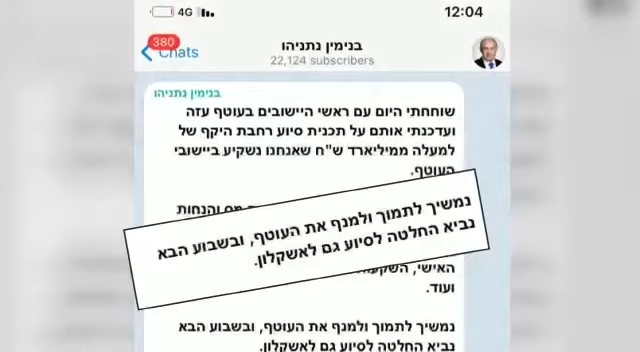 4G
12:04
380
Chats
בנימין נתניהו
22,124 subscribers
בנימין נתניהו
שוחחתי היום עם ראשי היישובים בעוטף עזה
ועדכנתי אותם על תכנית סיוע רחבת היקף של
למעלה ממיליארד ש"ח שאנחנו נשקיע ביישובי
העוטף.
מס והנחות
נמשיך לתמוך ולמנף את העוטף, ובשבוע הבא
נביא החלטה לסיוע גם לאשקלון.
האישי,
ועוד.
נמשיך לתמוך ולמנף את העוטף, ובשבוע הבא
נביא החלטה לסיוע גם לאשקלון.